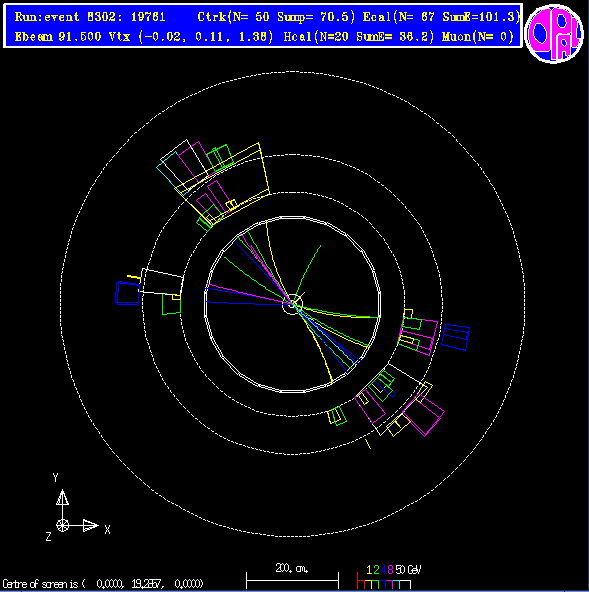 Run:event 8302: 19761 Ctrk(N= 50 Sump= 70.5) Ecal(N= 67 SumE=101.3)
Ebeam 91.500 Vtx (-0.02, 0.11, 1.38) Hcal(N=20 SumE= 36.2) Muon(N= 0)
OPAL
Y
X
Z
200. cm.
1 2 4 8 50 GeV
Centre of screen is ( 0.0000, 19.2857, 0.0000)